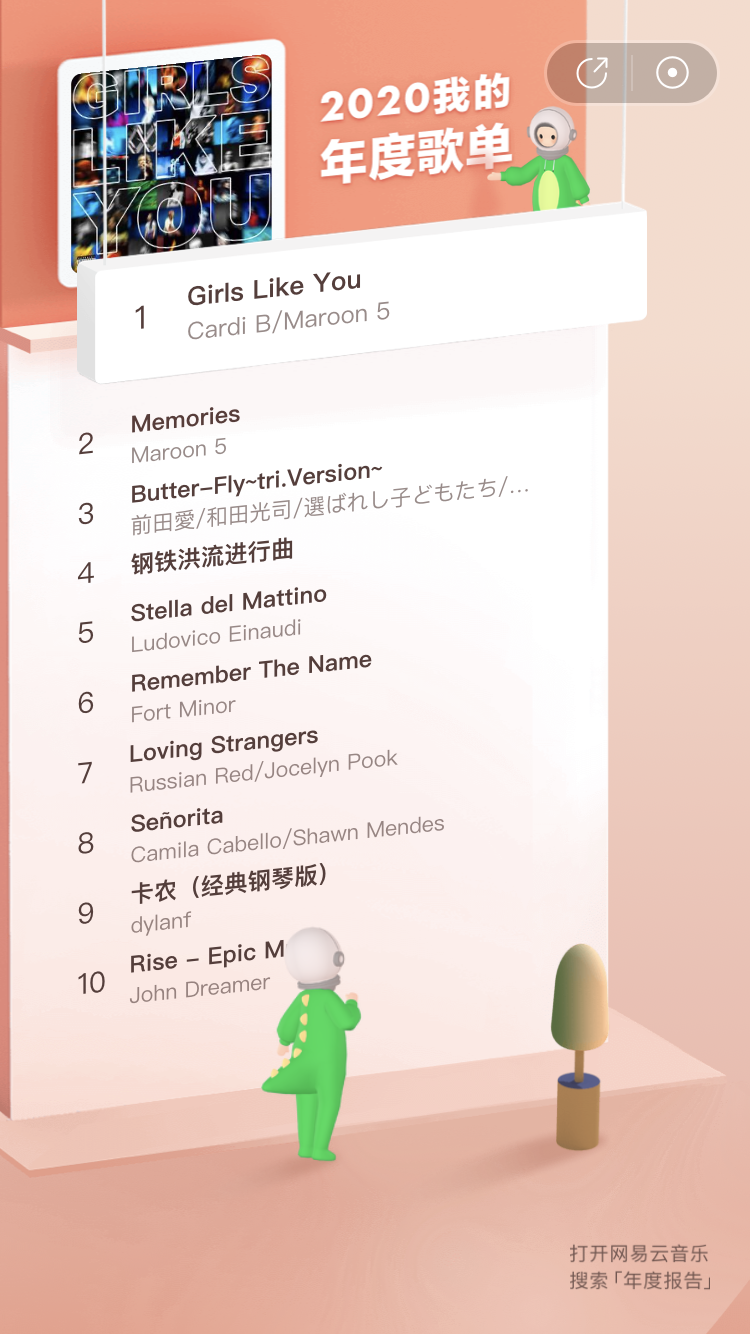 GIRLS
LIKE
YOU
2020我的
年度歌单
1
Girls Like You
Cardi B/Maroon 5
2
Memories
Maroon 5
3
Butter-Fly~tri.Version~
前田愛/和田光司/選ばれし子どもたち/...
4
钢铁洪流进行曲
5
Stella del Mattino
Ludovico Einaudi
6
Remember The Name
Fort Minor
7
Loving Strangers
Russian Red/Jocelyn Pook
8
Señorita
Camila Cabello/Shawn Mendes
9
卡农（经典钢琴版）
dylanf
10
Rise - Epic M
John Dreamer
打开网易云音乐
搜索「年度报告」